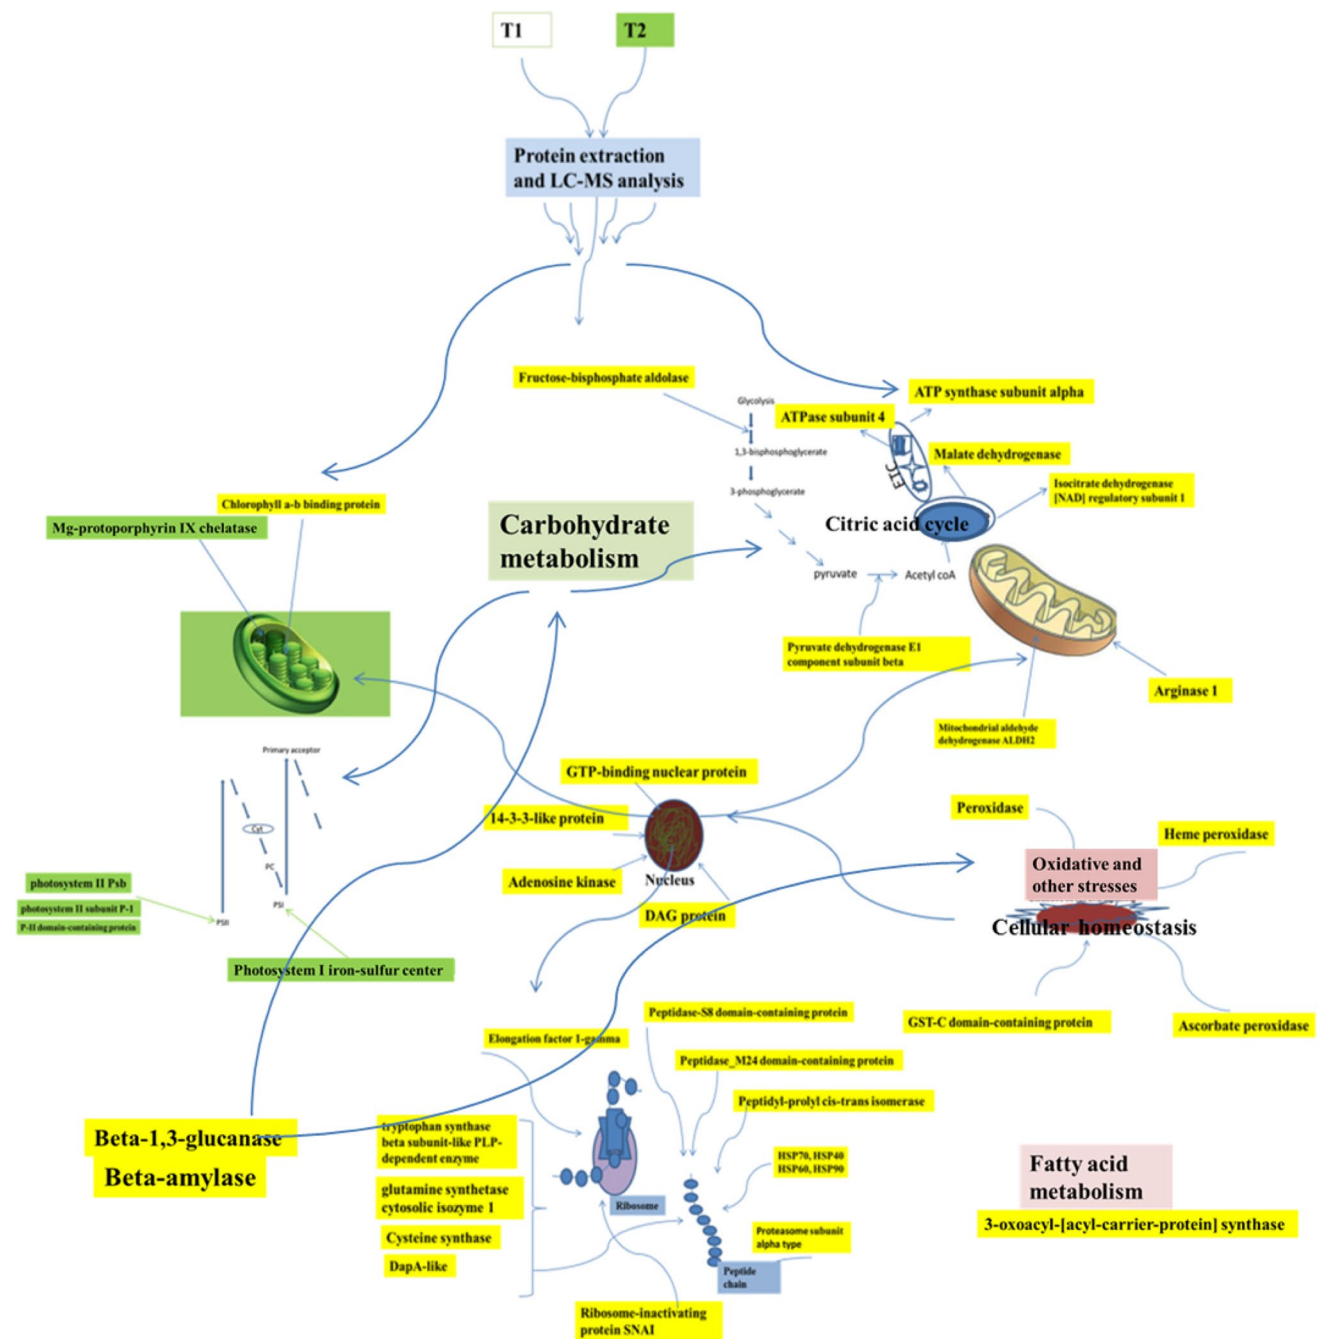 T1
T2
Protein extraction
and LC-MS analysis
Fructose-bisphosphate aldolase
Glycolysis
ATPase subunit 4
ATP synthase subunit alpha
1,3-bisphosphoglycerate
ETC
Malate dehydrogenase
3-phosphoglycerate
Isocitrate dehydrogenase
[NAD] regulatory subunit 1
Chlorophyll a-b binding protein
Mg-protoporphyrin IX chelatase
Carbohydrate
metabolism
Citric acid cycle
pyruvate
Acetyl coA
Pyruvate dehydrogenase E1
component subunit beta
Arginase 1
Mitochondrial aldehyde
dehydrogenase ALDH2
Primary acceptor
Cyt
PC
PSI
PSII
photosystem II Psb
photosystem II subunit P-1
P-II domain-containing protein
Photosystem I iron-sulfur center
GTP-binding nuclear protein
14-3-3-like protein
Adenosine kinase
Nucleus
DAG protein
Peroxidase
Heme peroxidase
Oxidative and
other stresses
Cellular homeostasis
GST-C domain-containing protein
Ascorbate peroxidase
Peptidase-S8 domain-containing protein
Elongation factor 1-gamma
Peptidase_M24 domain-containing protein
Peptidyl-prolyl cis-trans isomerase
Beta-1,3-glucanase
Beta-amylase
tryptophan synthase
beta subunit-like PLP-
dependent enzyme
glutamine synthetase
cytosolic isozyme 1
Cysteine synthase
DapA-like
Ribosome
HSP70, HSP40
HSP60, HSP90
Proteasome subunit
alpha type
Peptide
chain
Ribosome-inactivating
protein SNAI
Fatty acid
metabolism
3-oxoacyl-[acyl-carrier-protein] synthase